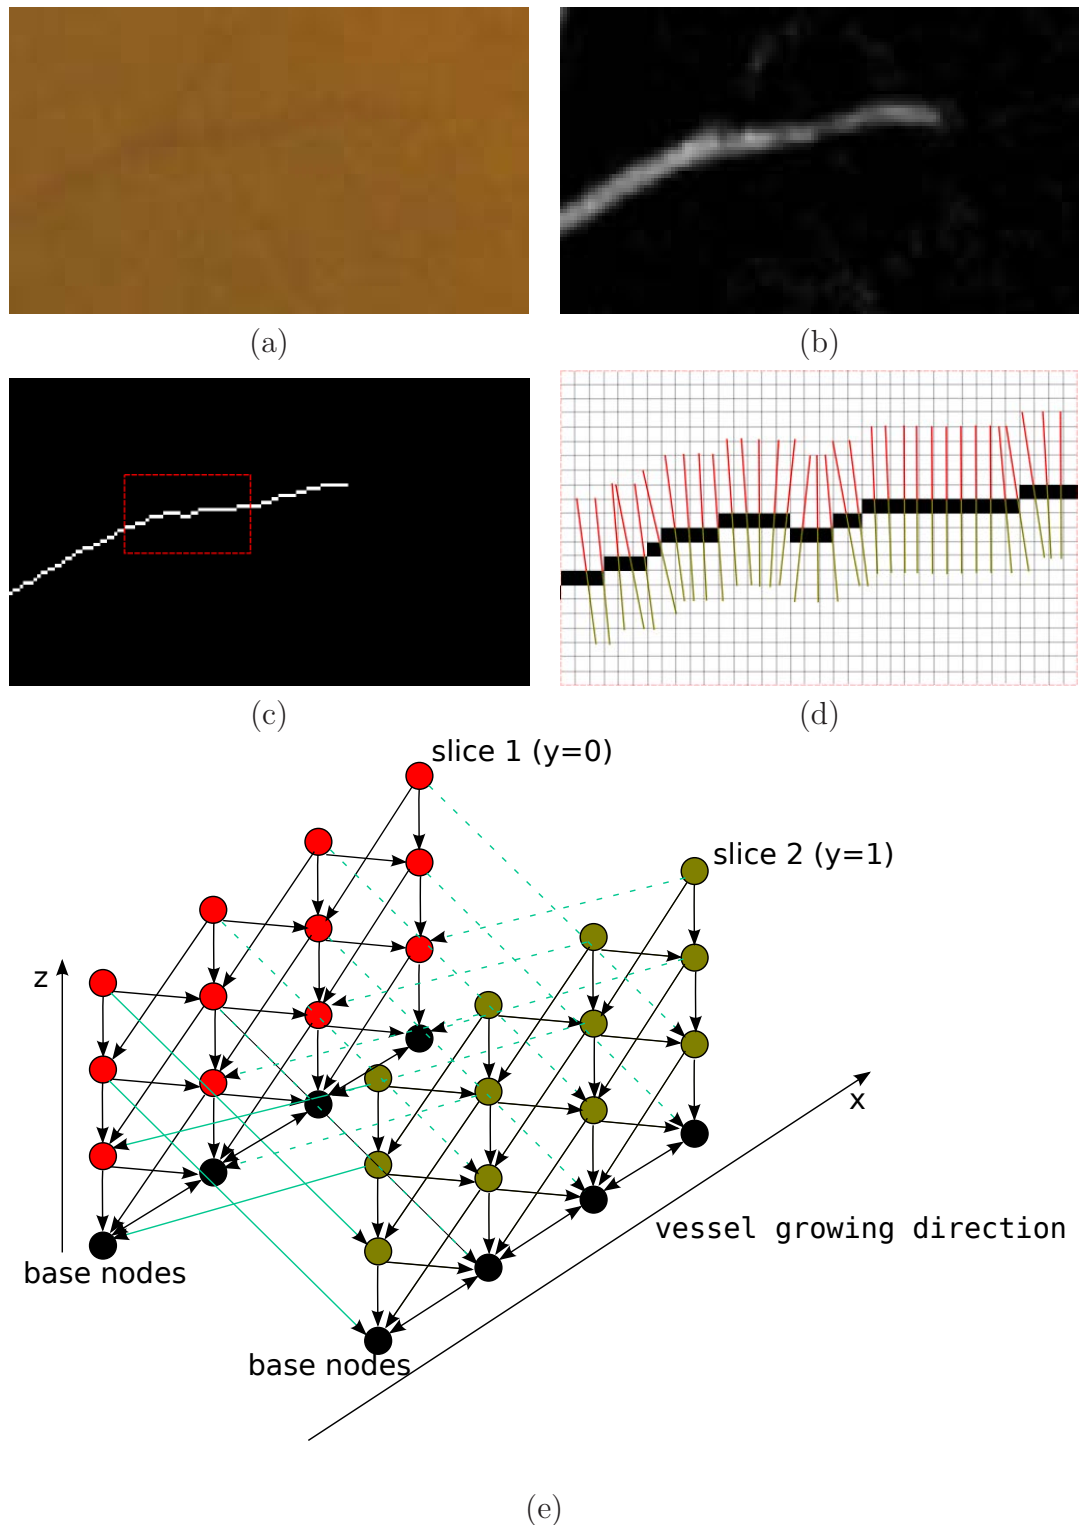 (a)
(b)
(c)
(d)
slice 1 (y=0)
slice 2 (y=1)
z
x
vessel growing direction
base nodes
base nodes
(e)